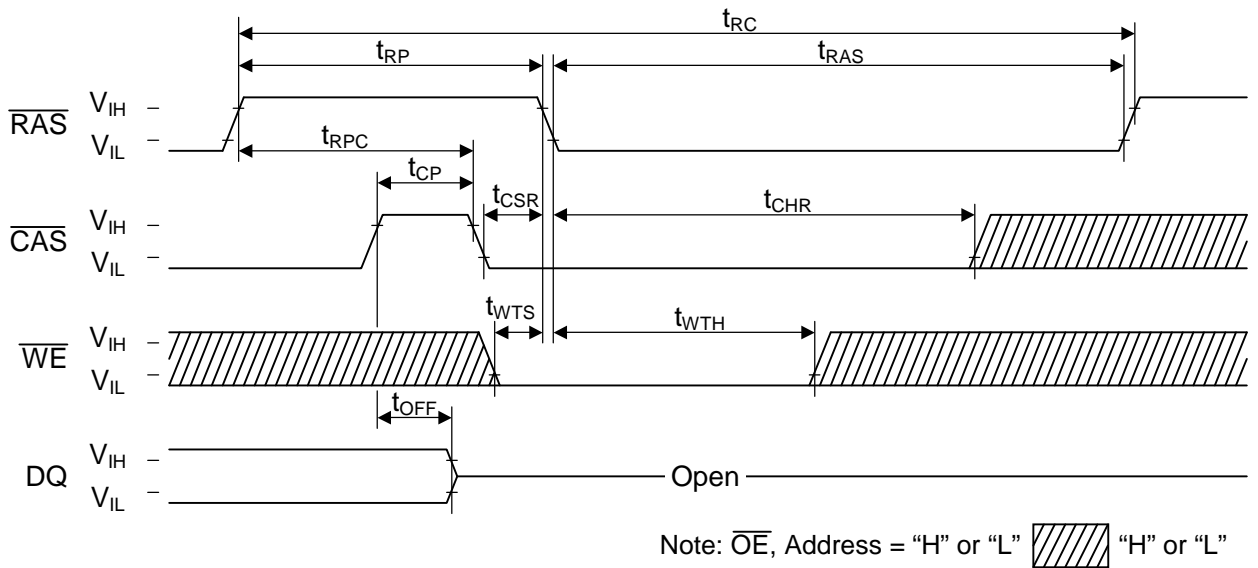 tRC
tRP
tRAS
RAS
VIH
VIL
tRPC
tCP
tCSR
tCHR
CAS
VIH
VIL
tWTS
tWTH
WE
VIH
VIL
tOFF
DQ
VIH
VIL
Open
Note: OE, Address = “H” or “L” “H” or “L”